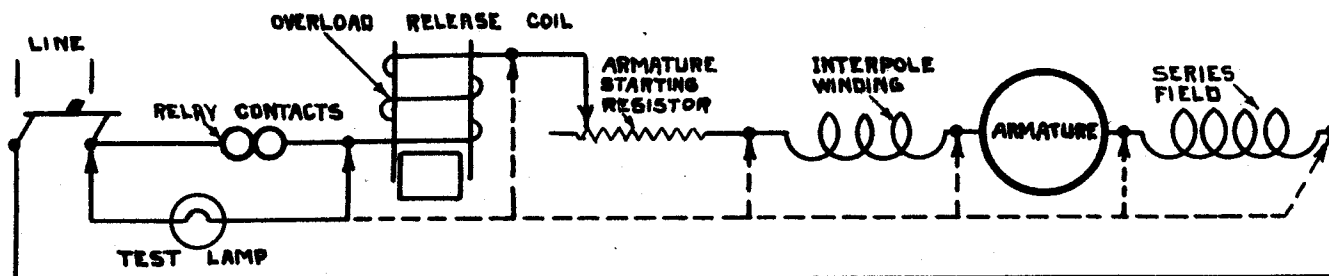 LINE
OVERLOAD RELEASE COIL
RELAY CONTACTS
ARMATURE
STARTING
RESISTOR
INTERPOLE
WINDING
ARMATURE
SERIES
FIELD
TEST LAMP